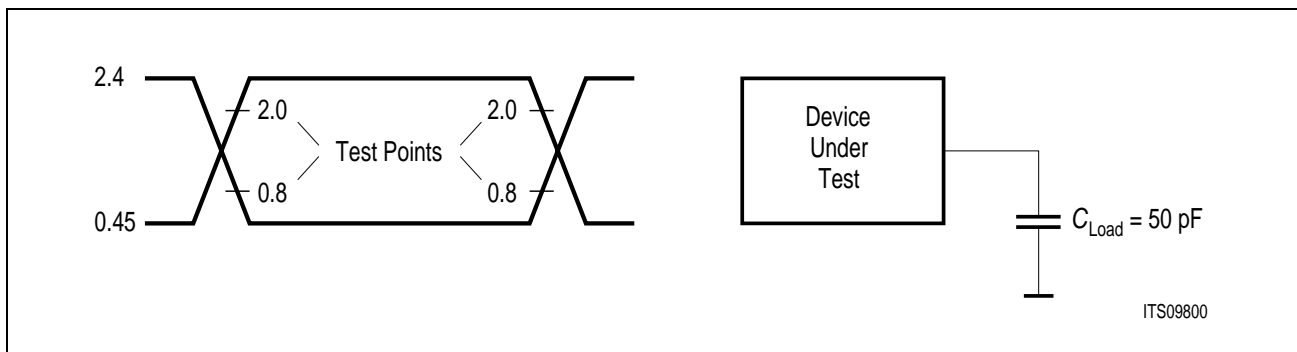 2.4
2.0
2.0
Test Points
0.8
0.8
0.45
Device
Under
Test
CLoad = 50 pF
ITS09800